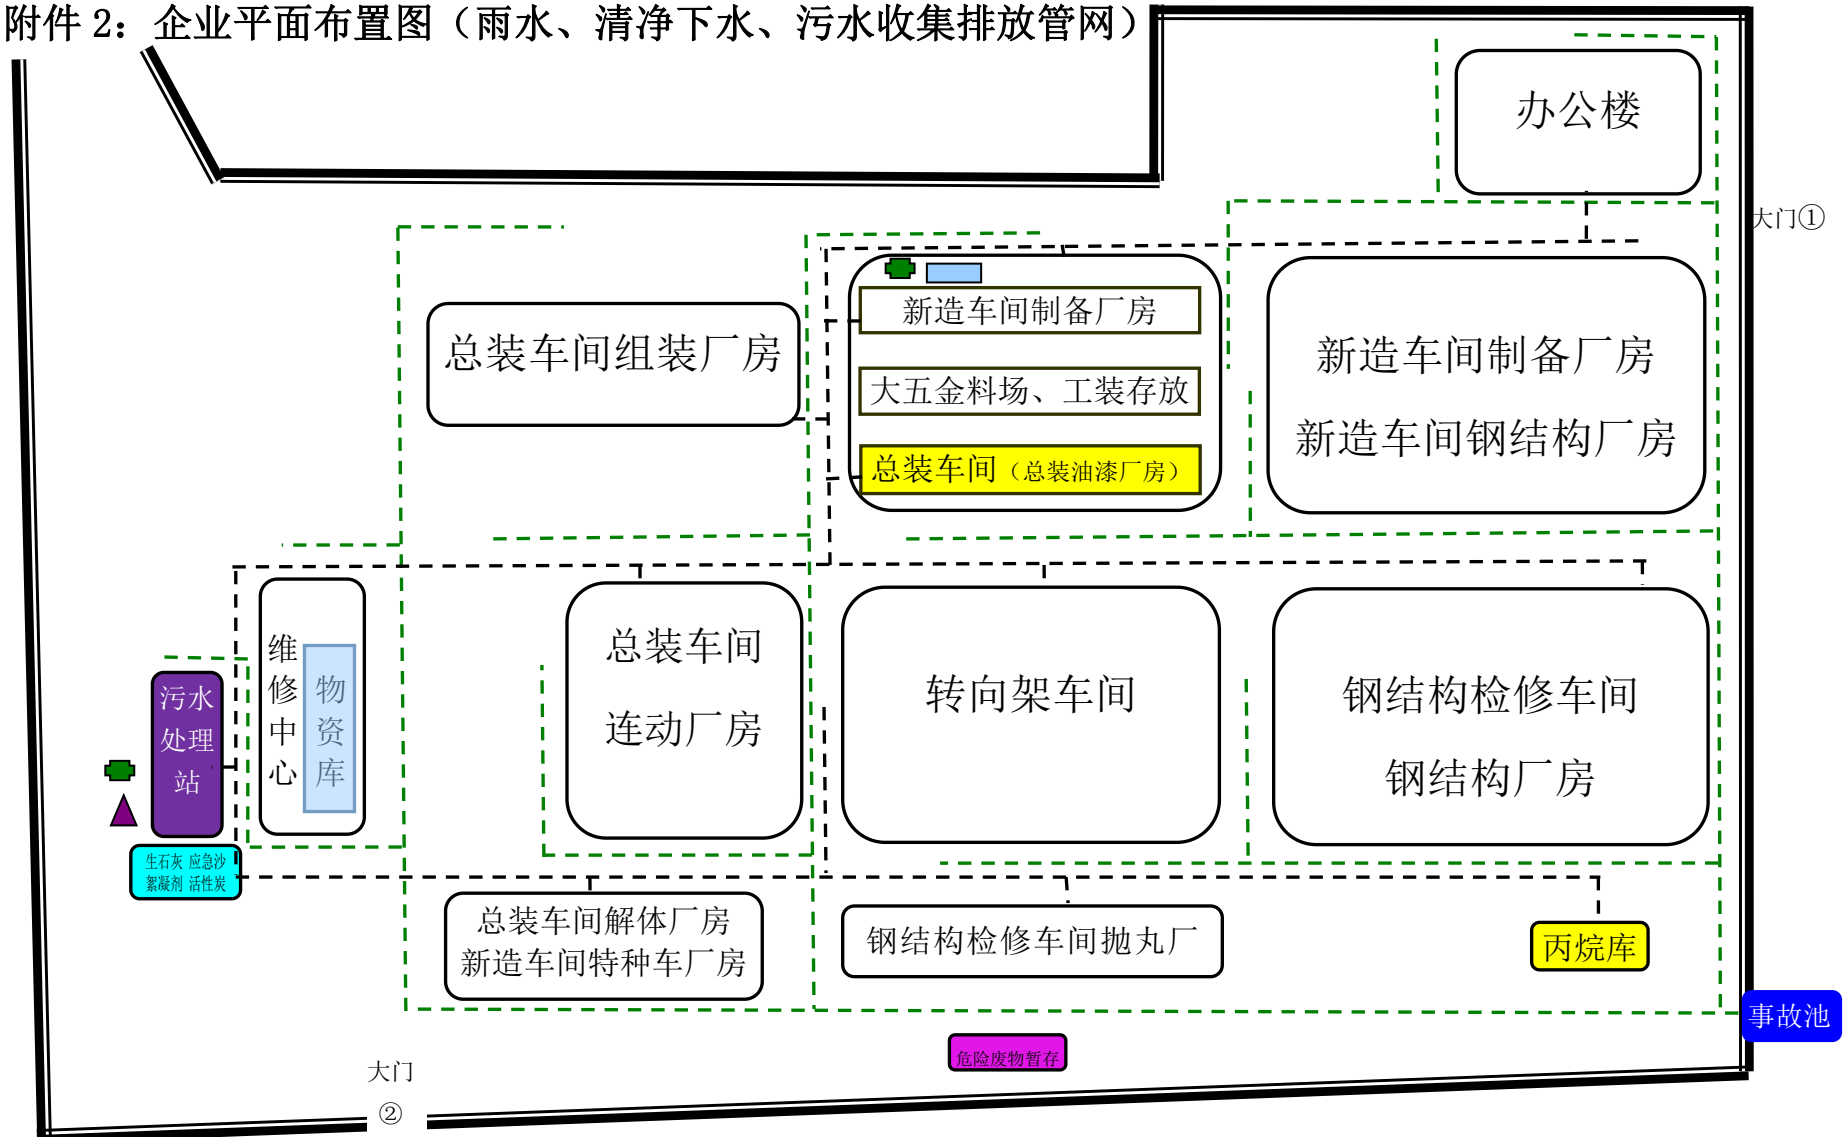 附件 2：企业平面布置图（雨水、清净下水、污水收集排放管网）
办公楼
大门①
新造车间制备厂房
大五金料场、工装存放
总装车间（总装油漆厂房）
总装车间组装厂房
新造车间制备厂房
新造车间钢结构厂房
维修中心
物资库
污水
处理
站
总装车间
连动厂房
转向架车间
钢结构检修车间
钢结构厂房
生石灰 应急沙
絮凝剂 活性炭
总装车间解体厂房
新造车间特种车厂房
钢结构检修车间抛丸厂
丙烷库
事故池
危险废物暂存
大门
②